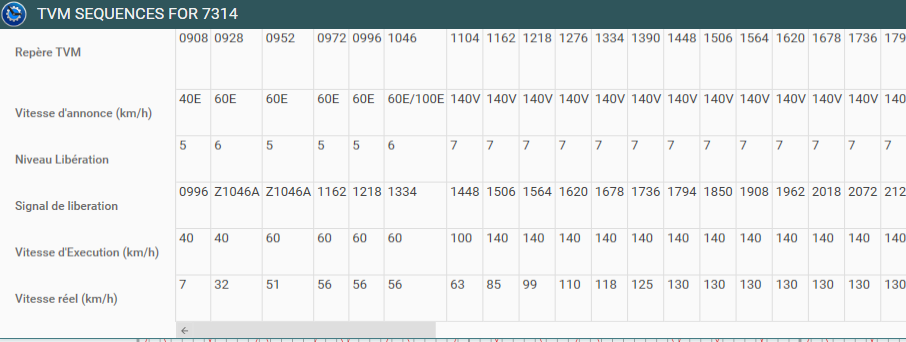 TVM SEQUENCES FOR 7314
Repère TVM 0908 0928 0952 0972 0996 1046 1104 1162 1218 1276 1334 1390 1448 1506 1564 1620 1678 1736 179
Vitesse d'annonce (km/h) 40E 60E 60E 60E 60E 60E/100E 140V 140V 140V 140V 140V 140V 140V 140V 140V 140V 140V 140V 140
Niveau Libération 5 6 5 5 5 6 7 7 7 7 7 7 7 7 7 7 7 7 7
Signal de liberation 0996 Z1046A Z1046A 1162 1218 1334 1448 1506 1564 1620 1678 1736 1794 1850 1908 1962 2018 2072 212
Vitesse d'Execution (km/h) 40 40 60 60 60 60 100 140 140 140 140 140 140 140 140 140 140 140 140
Vitesse réel (km/h) 7 32 51 56 56 56 63 85 99 110 118 125 130 130 130 130 130 130 130